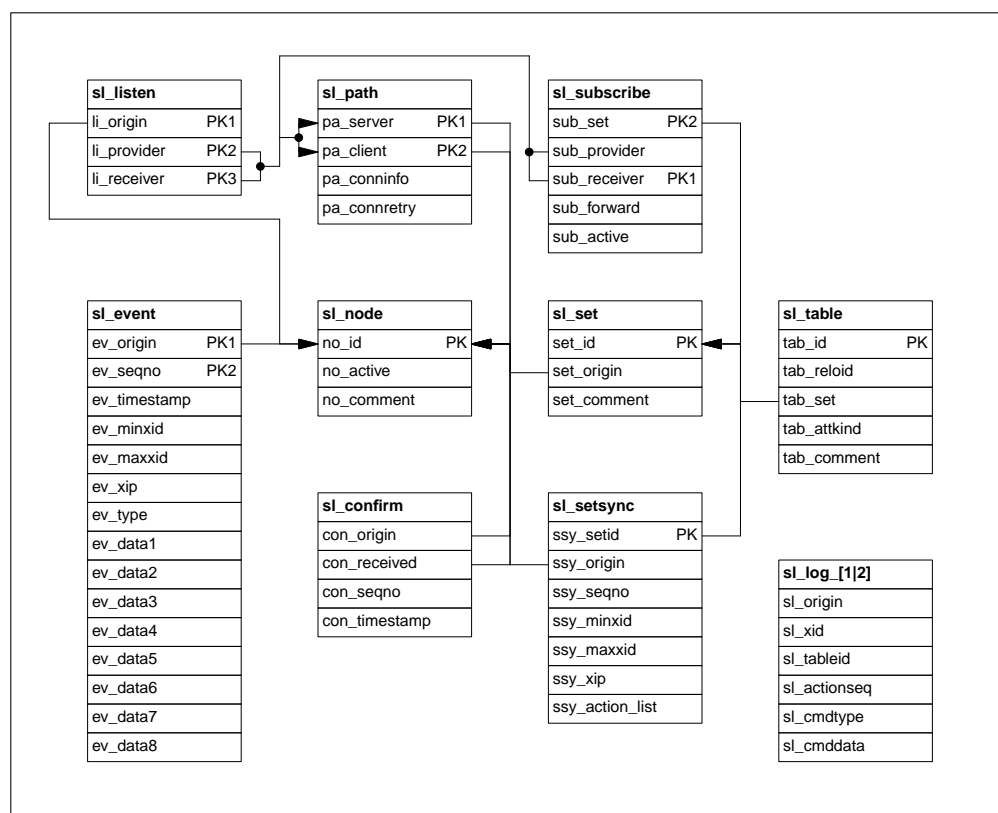 sl_listen
li_origin PK1
li_provider PK2
li_receiver PK3
sl_path
pa_server PK1
pa_client PK2
pa_conninfo
pa_connretry
sl_subscribe
sub_set PK2
sub_provider
sub_receiver PK1
sub_forward
sub_active
sl_event
ev_origin PK1
ev_seqno PK2
ev_timestamp
ev_minxid
ev_maxxid
ev_xip
ev_type
ev_data1
ev_data2
ev_data3
ev_data4
ev_data5
ev_data6
ev_data7
ev_data8
sl_node
no_id PK
no_active
no_comment
sl_set
set_id PK
set_origin
set_comment
sl_table
tab_id PK
tab_reloid
tab_set
tab_attkind
tab_comment
sl_confirm
con_origin
con_received
con_seqno
con_timestamp
sl_setsync
ssy_setid PK
ssy_origin
ssy_seqno
ssy_minxid
ssy_maxxid
ssy_xip
ssy_action_list
sl_log_[1|2]
sl_origin
sl_xid
sl_tableid
sl_actionseq
sl_cmdtype
sl_cmddata